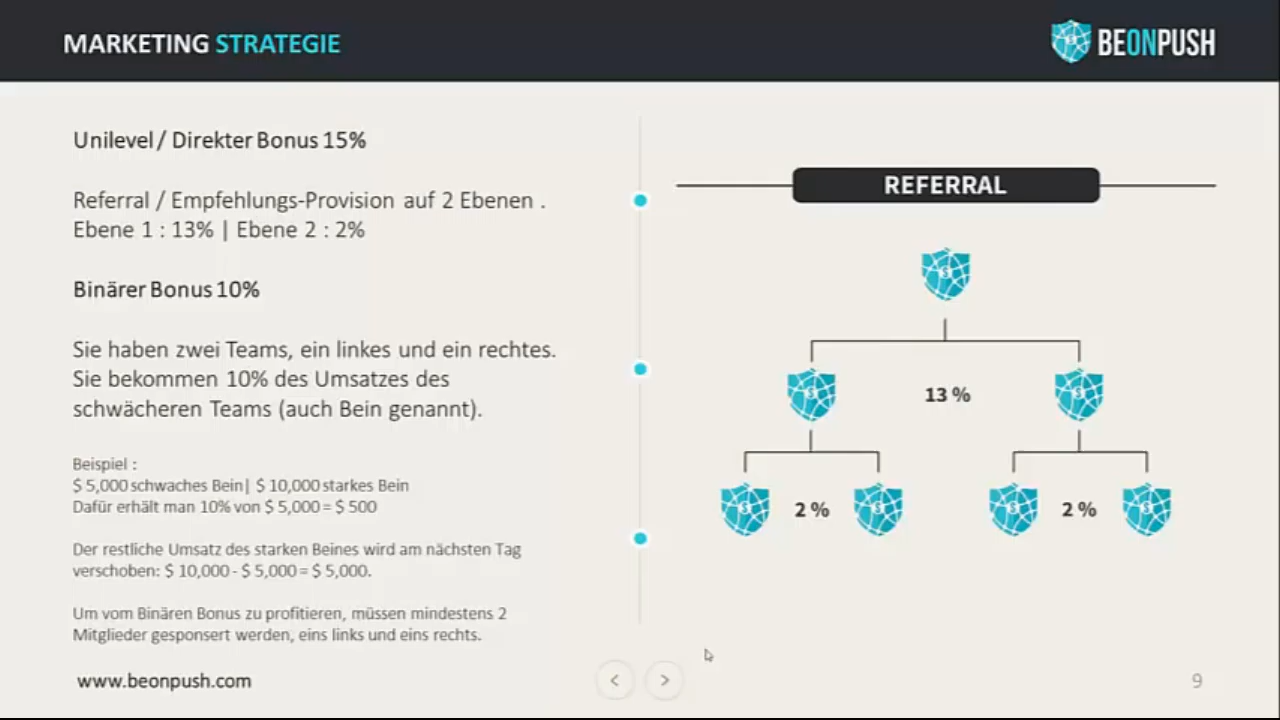 MARKETING STRATEGIE
BEONPUSH
Unilevel / Direkter Bonus 15%
Referral / Empfehlungs-Provision auf 2 Ebenen .
Ebene 1 : 13% | Ebene 2 : 2%
Binärer Bonus 10%
Sie haben zwei Teams, ein linkes und ein rechtes.
Sie bekommen 10% des Umsatzes des
schwächeren Teams (auch Bein genannt).
Beispiel :
$ 5,000 schwaches Bein| $ 10,000 starkes Bein
Dafür erhält man 10% von $ 5,000 = $ 500
Der restliche Umsatz des starken Beines wird am nächsten Tag
verschoben: $ 10,000 - $ 5,000 = $ 5,000.
Um vom Binären Bonus zu profitieren, müssen mindestens 2
Mitglieder gesponsert werden, eins links und eins rechts.
REFERRAL
13 %
2 %
2 %
www.beonpush.com
< >
9